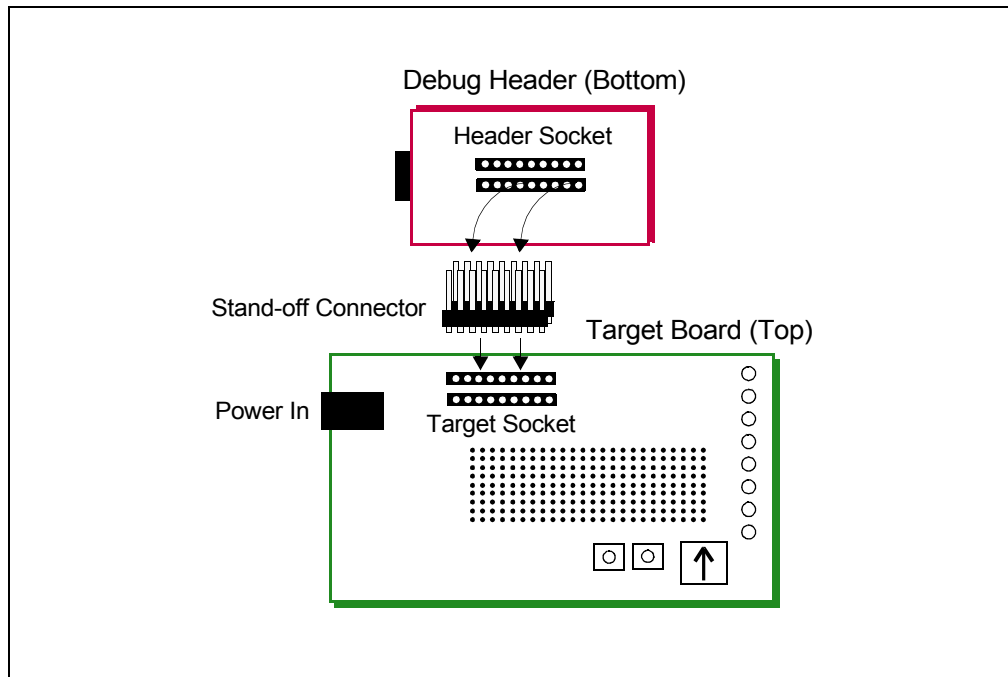 Debug Header (Bottom)
Header Socket
Stand-off Connector
Target Board (Top)
Power In
Target Socket